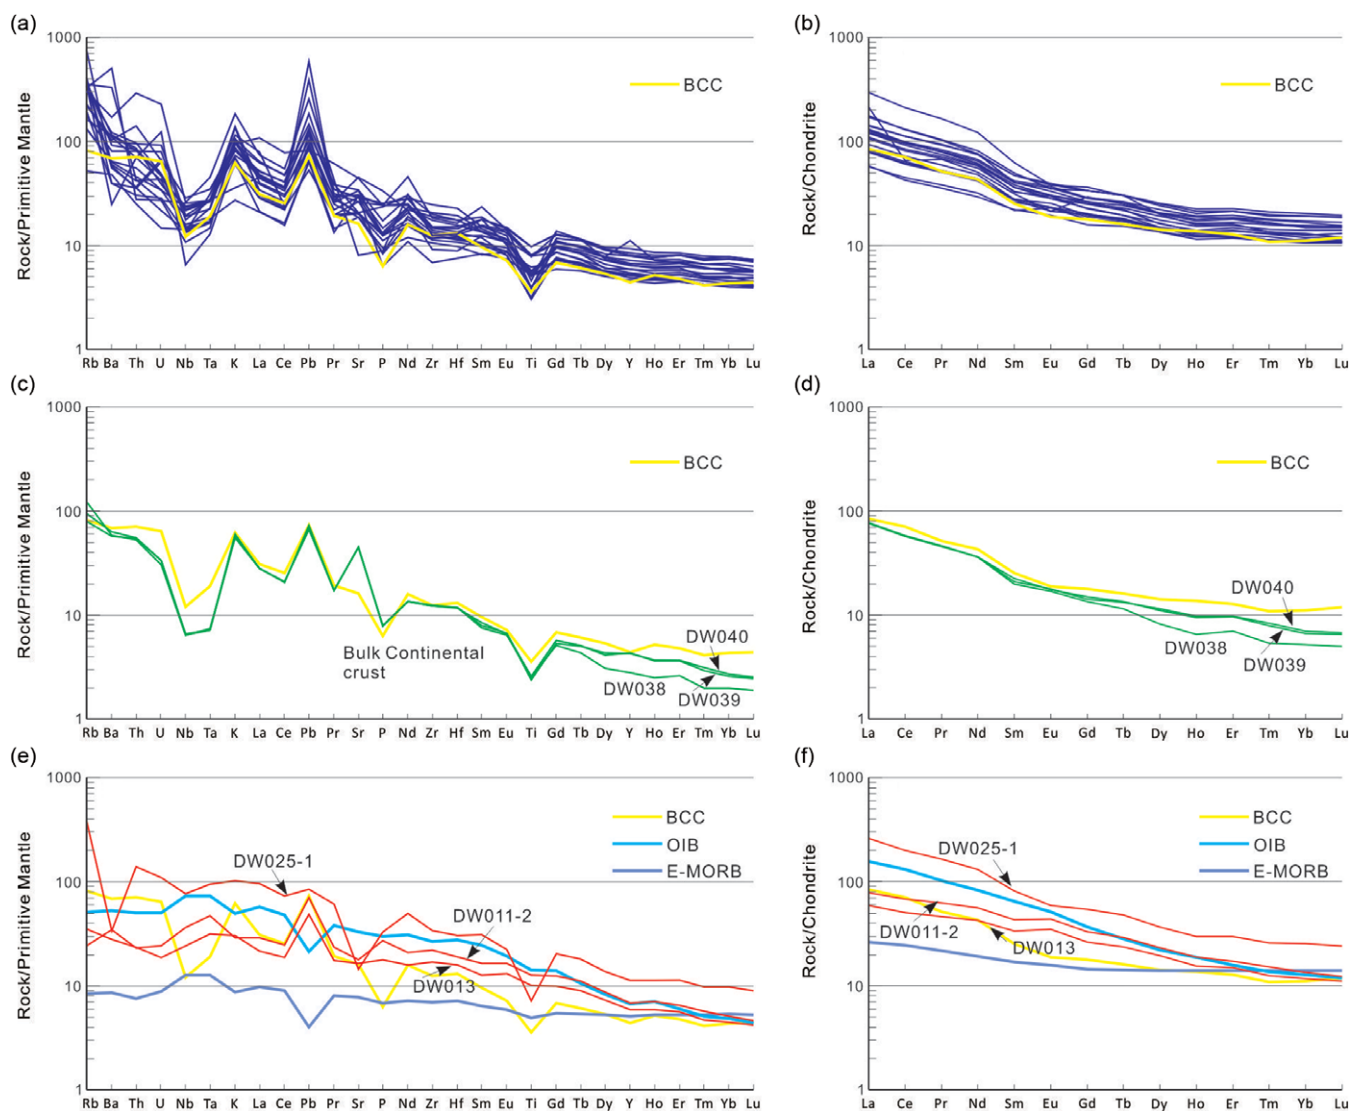 (a)
1000
100
10
1
Rock/Primitive Mantle
BCC
Rb Ba Th U Nb Ta K La Ce Pb Pr Sr P Nd Zr Hf Sm Eu Ti Gd Tb Dy Y Ho Er Tm Yb Lu
(b)
1000
100
10
1
Rock/Chondrite
BCC
La Ce Pr Nd Sm Eu Gd Tb Dy Ho Er Tm Yb Lu
(c)
1000
100
10
1
Rock/Primitive Mantle
BCC
Bulk Continental
crust
DW040
DW038
DW039
Rb Ba Th U Nb Ta K La Ce Pb Pr Sr P Nd Zr Hf Sm Eu Ti Gd Tb Dy Y Ho Er Tm Yb Lu
(d)
1000
100
10
1
Rock/Chondrite
BCC
DW040
DW038
DW039
La Ce Pr Nd Sm Eu Gd Tb Dy Ho Er Tm Yb Lu
(e)
1000
100
10
1
Rock/Primitive Mantle
BCC
OIB
E-MORB
DW025-1
DW011-2
DW013
Rb Ba Th U Nb Ta K La Ce Pb Pr Sr P Nd Zr Hf Sm Eu Ti Gd Tb Dy Y Ho Er Tm Yb Lu
(f)
1000
100
10
1
Rock/Chondrite
BCC
OIB
E-MORB
DW025-1
DW011-2
DW013
La Ce Pr Nd Sm Eu Gd Tb Dy Ho Er Tm Yb Lu